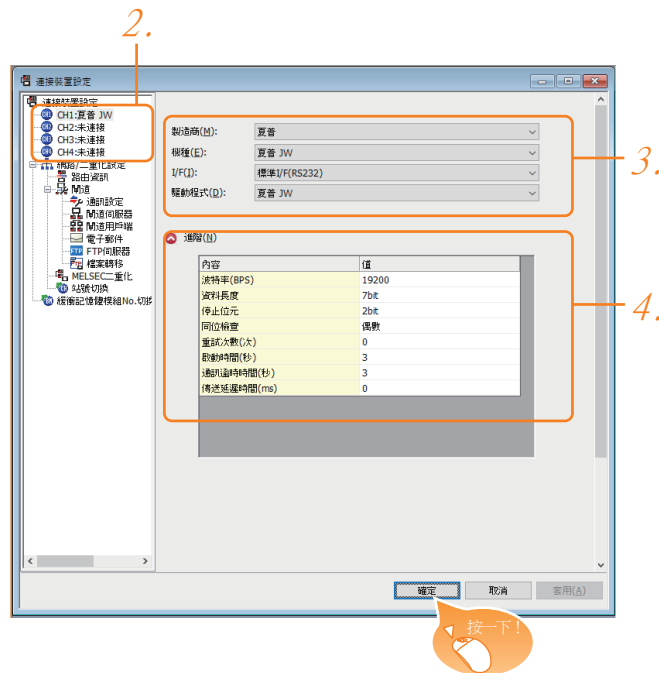 2.
連接裝置設定
連接裝置設定
CH1:夏普 JW
CH2:未連接
CH3:未連接
CH4:未連接
網路/二重化設定
路由資訊
閘道
通訊設定
閘道伺服器
閘道用戶端
電子郵件
FTP伺服器
檔案轉移
MELSEC二重化
站號切換
緩衝記憶體模組No.切換
製造商(M): 夏普
機種(E): 夏普 JW
I/F(I): 標準I/F(RS232)
驅動程式(D): 夏普 JW
3.
進階(N)
內容 值
波特率(BPS) 19200
資料長度 7bit
停止位元 2bit
同位檢查 偶數
重試次數(次) 0
啟動時間(秒) 3
通訊逾時時間(秒) 3
傳送延遲時間(ms) 0
4.
確定 取消 套用(A)
按一下!